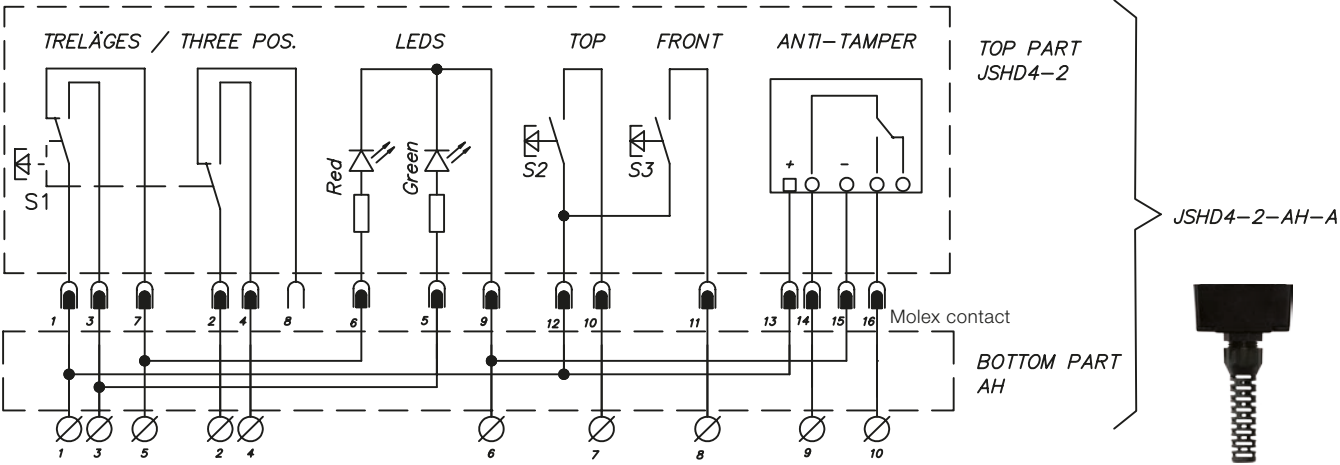 TRELÄGES / THREE POS. LEDS TOP FRONT ANTI-TAMPER
TOP PART
JSHD4-2
Red
Green
S1
S2
S3
+ -
JSHD4-2-AH-A
1 3 7 2 4 8 6 5 9 12 10 11 13 14 15 16 Molex contact
BOTTOM PART
AH
1 3 5 2 4 6 7 8 9 10